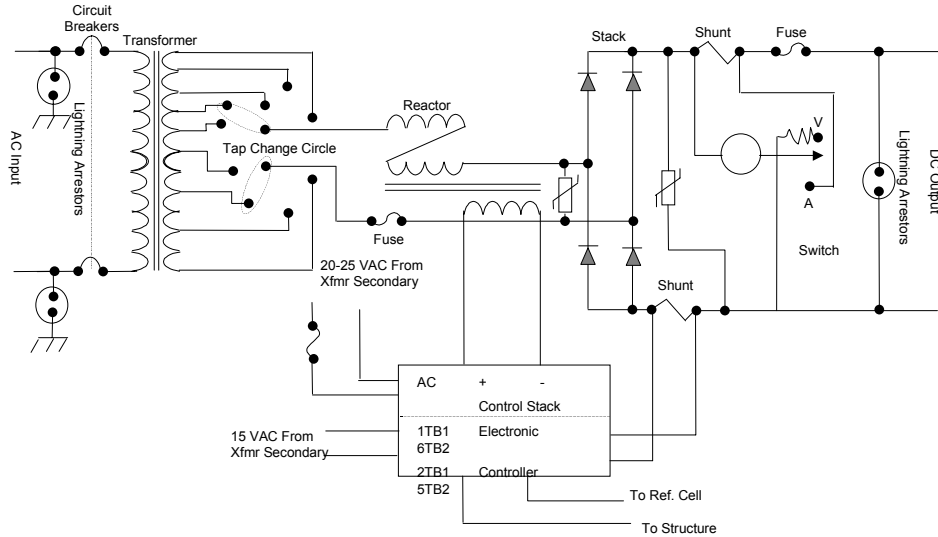 Circuit
Breakers
Transformer
Stack
Shunt
Fuse
Lightning Arrestors
AC Input
Reactor
Tap Change Circle
V
A
Lightning Arrestors
DC Output
Switch
Fuse
20-25 VAC From
Xfmr Secondary
Shunt
AC + -
Control Stack
15 VAC From
Xfmr Secondary
1TB1 Electronic
6TB2
2TB1 Controller
5TB2
To Ref. Cell
To Structure